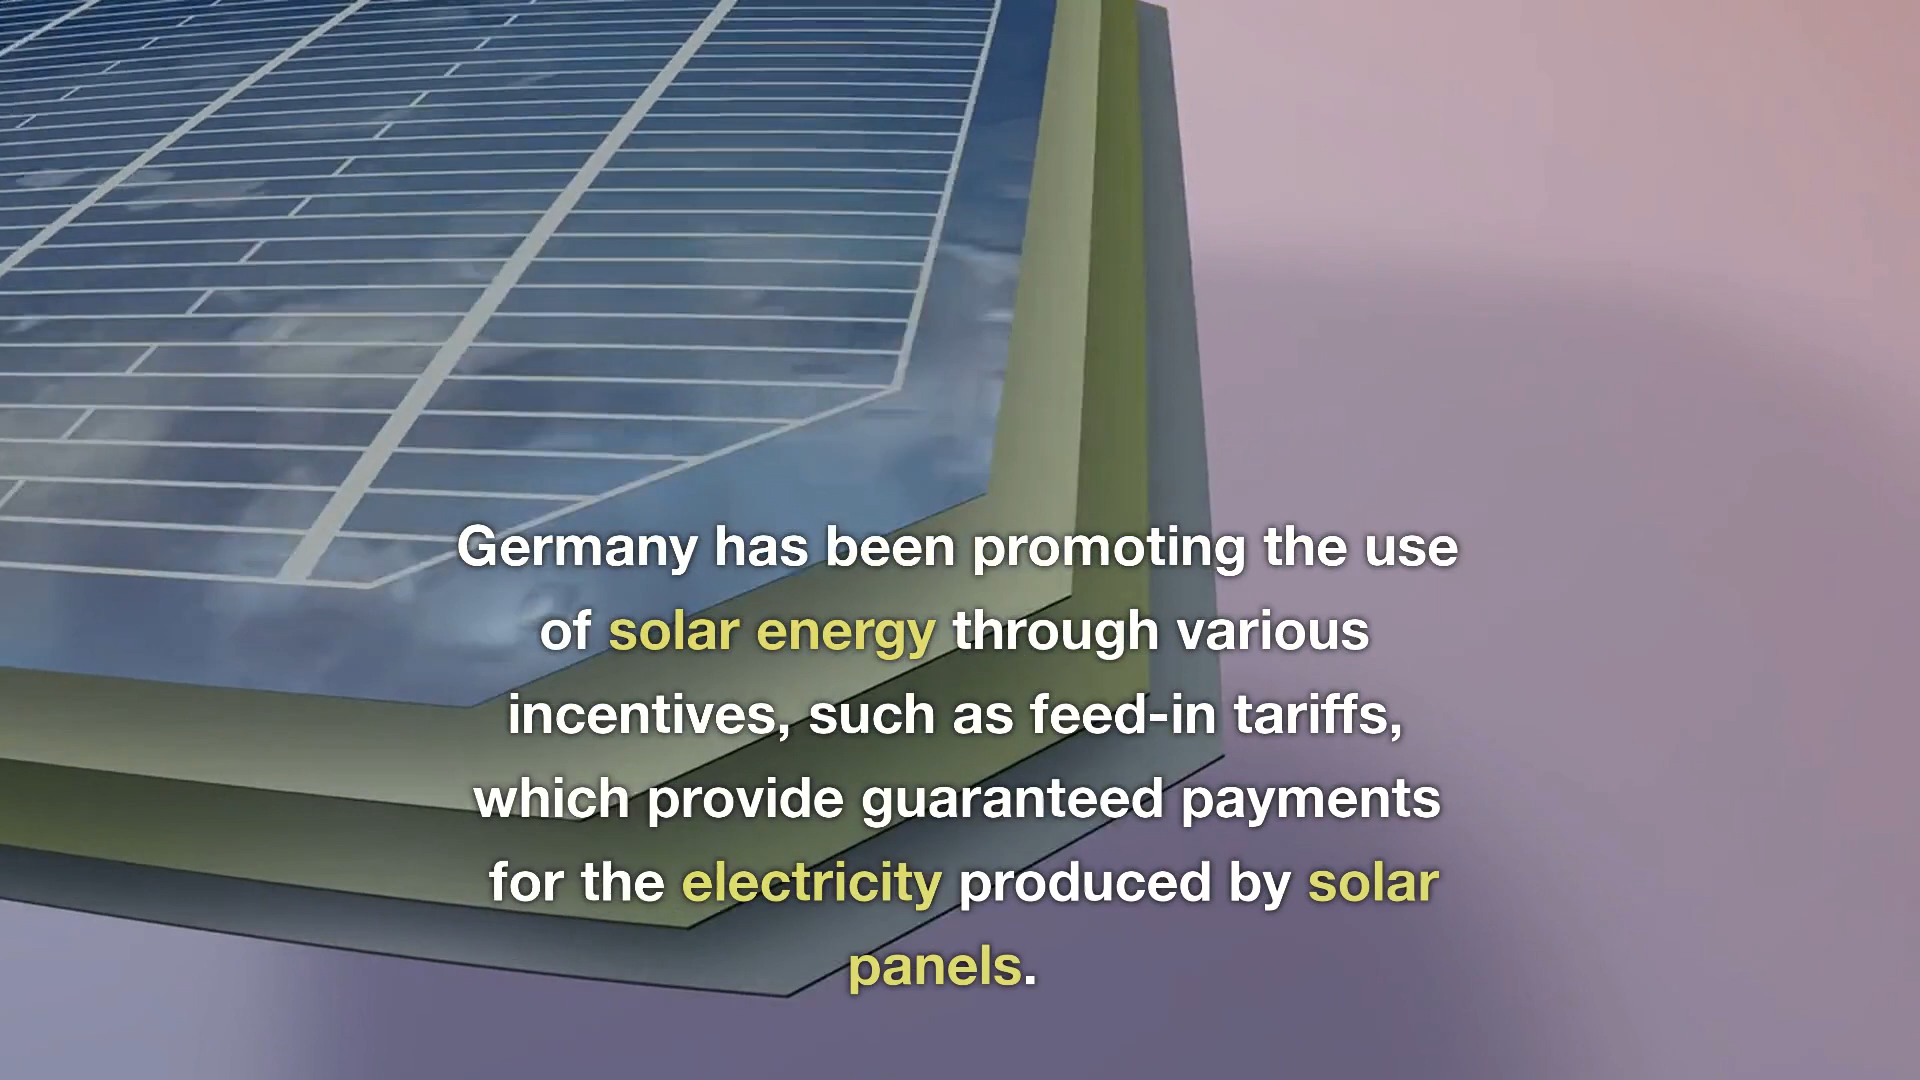 Germany has been promoting the use
of solar energy through various
incentives, such as feed-in tariffs,
which provide guaranteed payments
for the electricity produced by solar
panels.